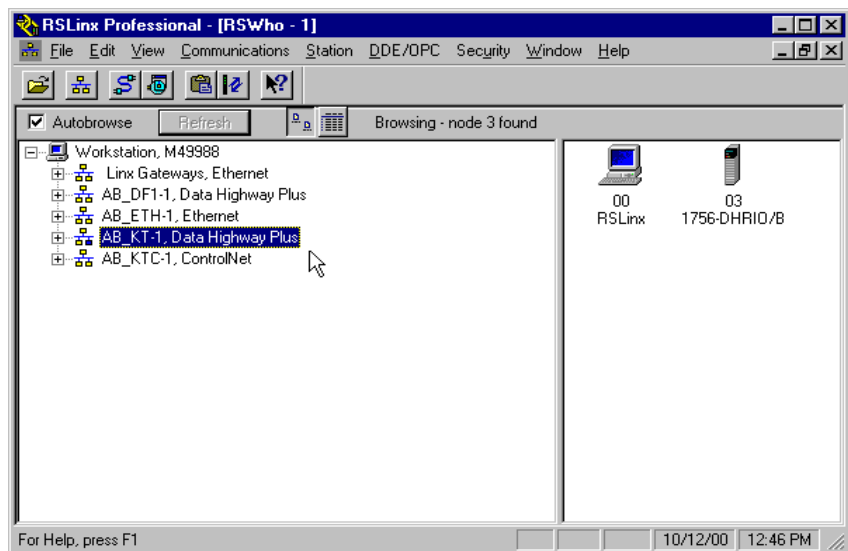 RSLinx Professional - [RSWho - 1]
File Edit View Communications Station DDE/OPC Security Window Help
Autobrowse Refresh Browsing - node 3 found
Workstation, M49988
Linx Gateways, Ethernet
AB_DF1-1, Data Highway Plus
AB_ETH-1, Ethernet
AB_KT-1, Data Highway Plus
AB_KTC-1, ControlNet
00 03
RSLinx 1756-DHRIO/B
For Help, press F1 10/12/00 12:46 PM